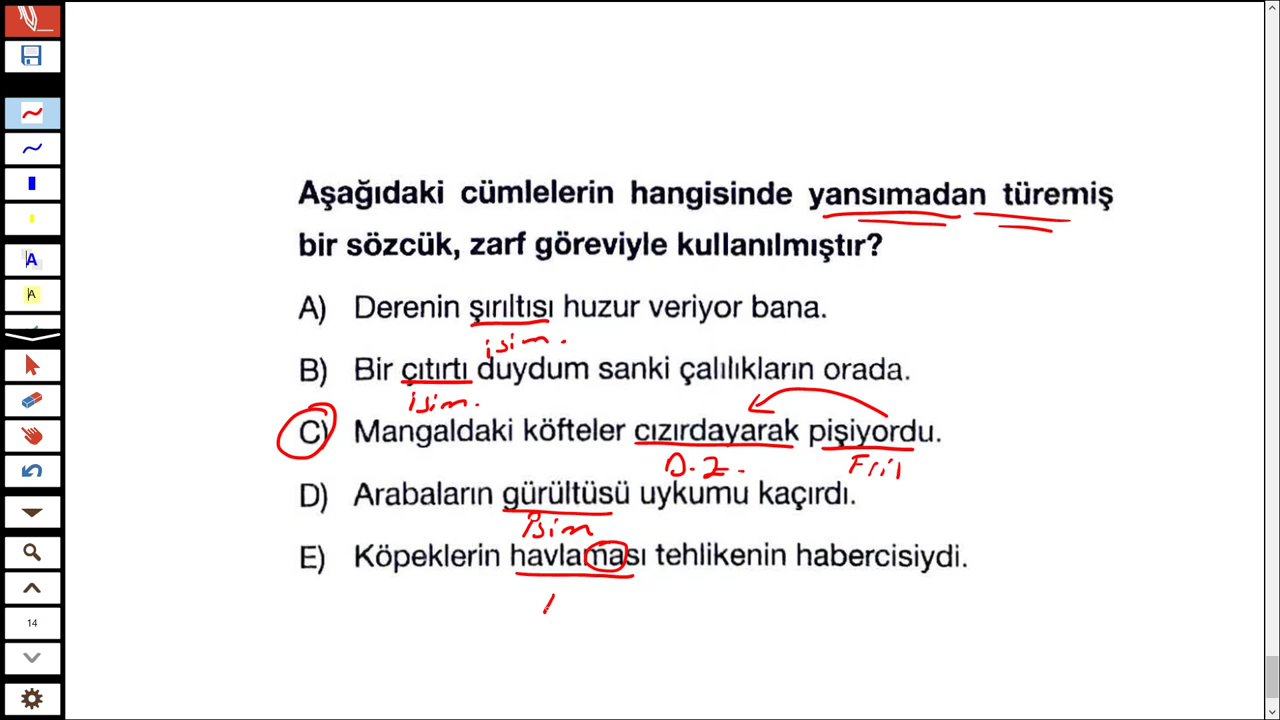 Aşağıdaki cümlelerin hangisinde yansımadan türemiş
bir sözcük, zarf göreviyle kullanılmıştır?
A) Derenin şırıltısı huzur veriyor bana.
isim.
B) Bir çıtırtı duydum sanki çalılıkların orada.
isim.
C) Mangaldaki köfteler cızırdayarak pişiyordu.
D.Z. Fiil
D) Arabaların gürültüsü uykumu kaçırdı.
isim
E) Köpeklerin havlaması tehlikenin habercisiydi.
A
A
14